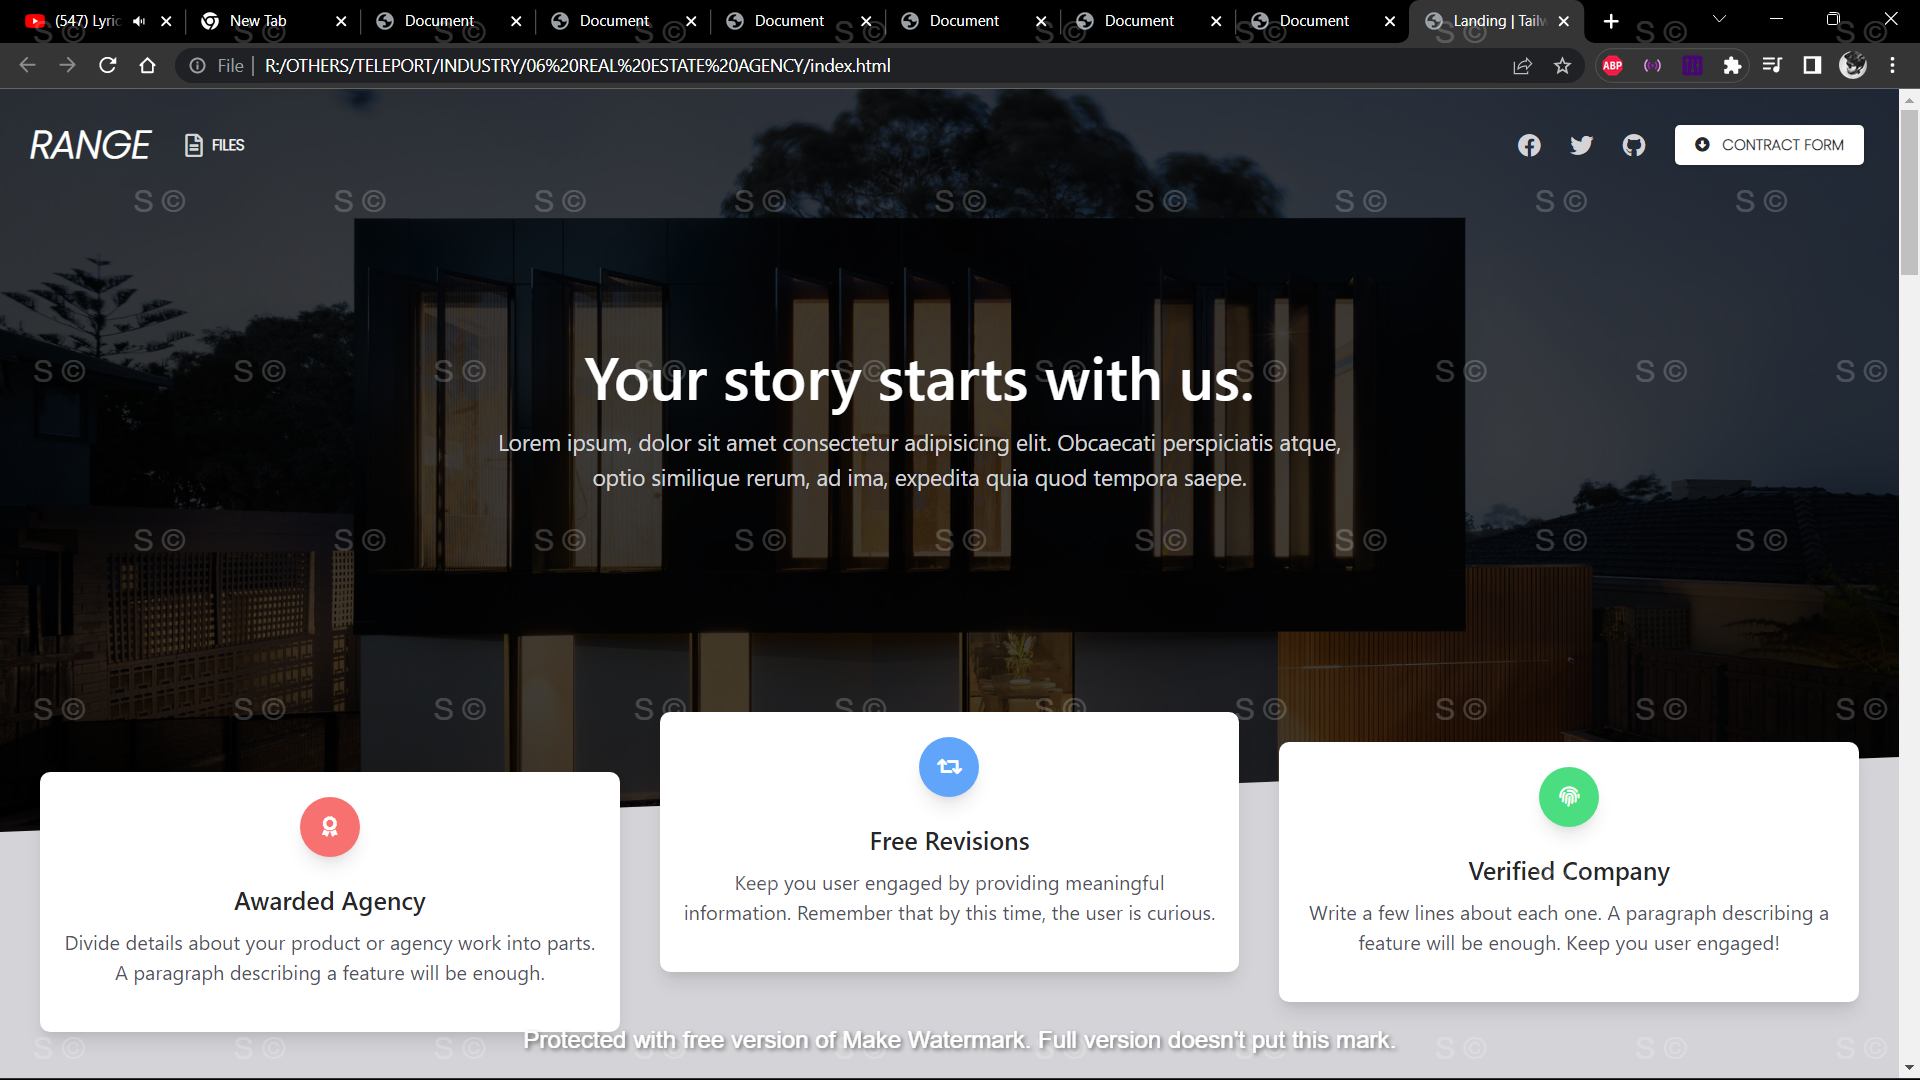 (547) Lyric
New Tab
Document
Document
Document
Document
Document
Document
Landing | Tailw
File
R:/OTHERS/TELEPORT/INDUSTRY/06%20REAL%20ESTATE%20AGENCY/index.html
ABP
RANGE
FILES
CONTRACT FORM
Your story starts with us.
Lorem ipsum, dolor sit amet consectetur adipisicing elit. Obcaecati perspiciatis atque,
optio similique rerum, ad ima, expedita quia quod tempora saepe.
Awarded Agency
Divide details about your product or agency work into parts.
A paragraph describing a feature will be enough.
Free Revisions
Keep you user engaged by providing meaningful
information. Remember that by this time, the user is curious.
Verified Company
Write a few lines about each one. A paragraph describing a
feature will be enough. Keep you user engaged!
S ©
Protected with free version of Make Watermark. Full version doesn't put this mark.